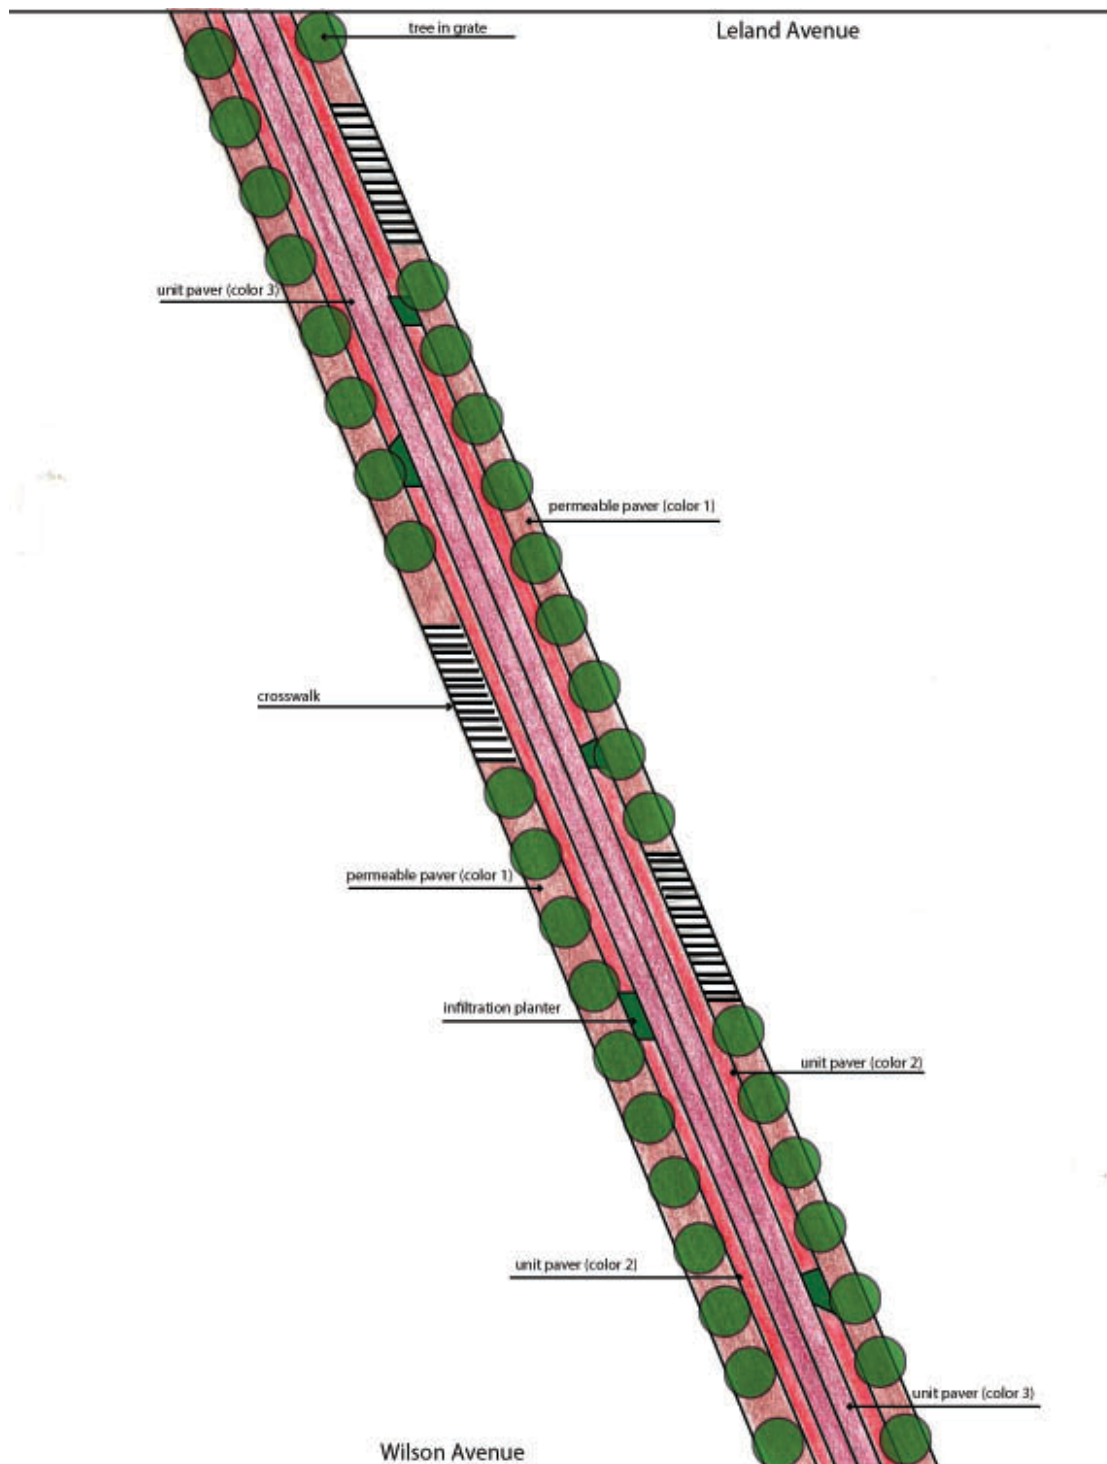 tree in grate
Leland Avenue
unit paver (color 3)
permeable paver (color 1)
crosswalk
permeable paver (color 1)
infiltration planter
unit paver (color 2)
unit paver (color 2)
unit paver (color 3)
Wilson Avenue